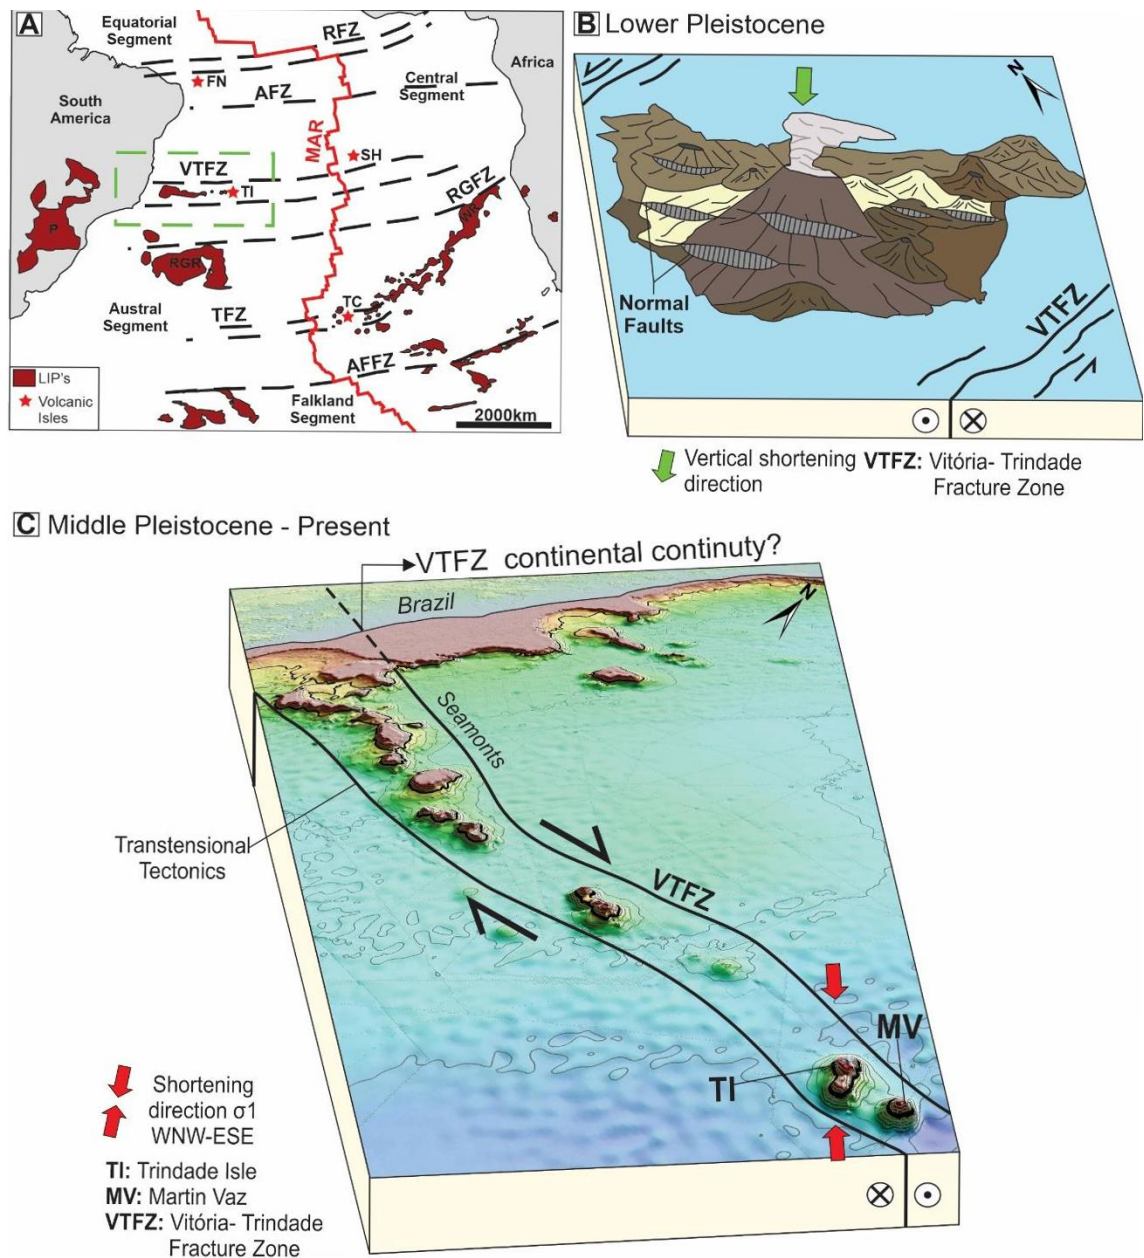 A
Equatorial
Segment
RFZ
Africa
FN
AFZ
Central
Segment
South
America
MAR
SH
VTFZ
TI
RGFZ
WR
P
RGR
Austral
Segment
TFZ
TC
AFFZ
LIP's
Volcanic
Isles
Falkland
Segment
2000km
B Lower Pleistocene
N
Normal
Faults
VTFZ
Vertical shortening
direction
VTFZ: Vitória- Trindade
Fracture Zone
C Middle Pleistocene - Present
VTFZ continental continuty?
Brazil
N
Seamonts
Transtensional
Tectonics
VTFZ
MV
TI
Shortening
direction σ1
WNW-ESE
TI: Trindade Isle
MV: Martin Vaz
VTFZ: Vitória- Trindade
Fracture Zone